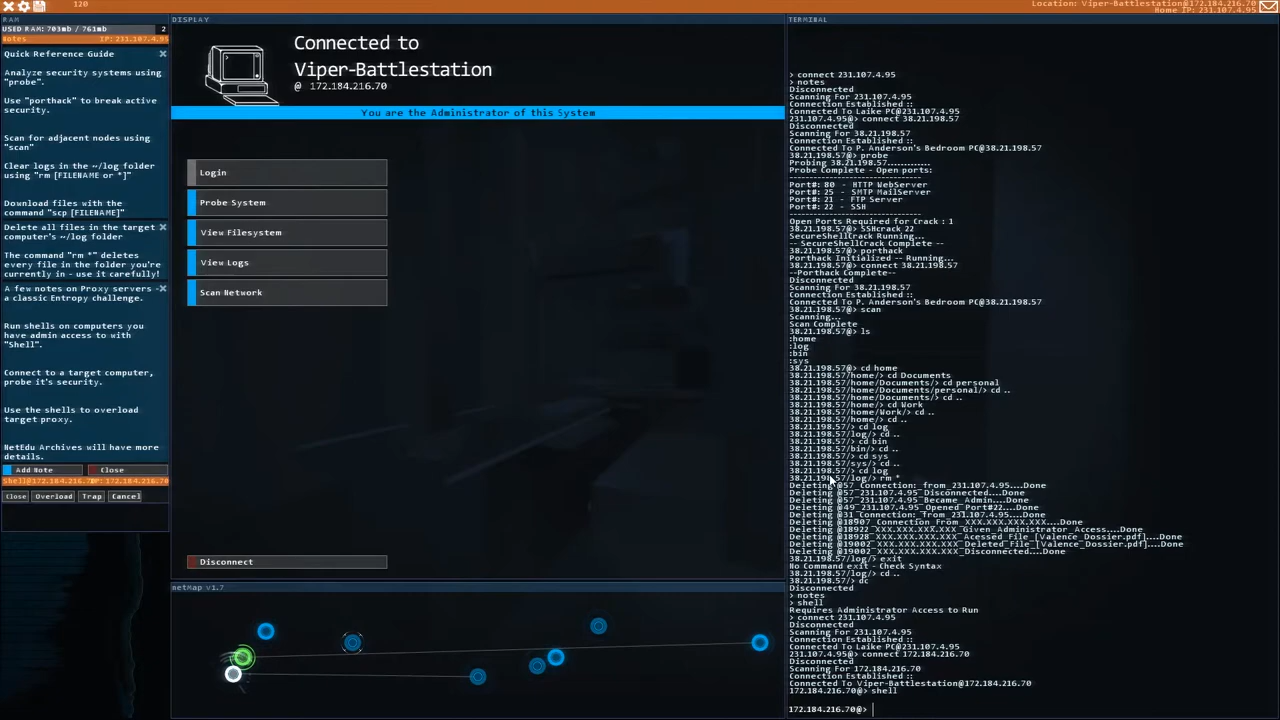 120
Location: Viper-Battlestation@172.184.216.70
Home IP: 231.107.4.95
RAM
USED RAM: 703mb / 761mb 2
notes IP: 231.107.4.95
Quick Reference Guide
Analyze security systems using
"probe".
Use "porthack" to break active
security.
Scan for adjacent nodes using
"scan"
Clear logs in the ~/log folder
using "rm [FILENAME or *]"
Download files with the
command "scp [FILENAME]"
Delete all files in the target
computer's ~/log folder
The command "rm *" deletes
every file in the folder you're
currently in - use it carefully!
A few notes on Proxy servers -
a classic Entropy challenge.
Run shells on computers you
have admin access to with
"Shell".
Connect to a target computer,
probe it's security.
Use the shells to overload
target proxy.
NetEdu Archives will have more
details.
Add Note
Close
Shell@172.184.216.70 IP:172.184.216.70
Close
Overload
Trap
Cancel
DISPLAY
Connected to
Viper-Battlestation
@ 172.184.216.70
You are the Administrator of this System
Login
Probe System
View Filesystem
View Logs
Scan Network
Disconnect
netMap v1.7
TERMINAL
> connect 231.107.4.95
> notes
Disconnected
Scanning For 231.107.4.95
Connection Established ::
Connected To Laike PC@231.107.4.95
231.107.4.95@> connect 38.21.198.57
Disconnected
Scanning For 38.21.198.57
Connection Established ::
Connected To P. Anderson's Bedroom PC@38.21.198.57
38.21.198.57@> probe
Probing 38.21.198.57.............
Probe Complete - Open ports:
---------------------------------
Port#: 80 - HTTP WebServer
Port#: 25 - SMTP MailServer
Port#: 21 - FTP Server
Port#: 22 - SSH
---------------------------------
Open Ports Required for Crack : 1
38.21.198.57@> SSHcrack 22
SecureShellCrack Running...
-- SecureShellCrack Complete --
38.21.198.57@> porthack
Porthack Initialized -- Running...
38.21.198.57@> connect 38.21.198.57
--Porthack Complete--
Disconnected
Scanning For 38.21.198.57
Connection Established ::
Connected To P. Anderson's Bedroom PC@38.21.198.57
38.21.198.57@> scan
Scanning...
Scan Complete
38.21.198.57@> ls
:home
:log
:bin
:sys
38.21.198.57@> cd home
38.21.198.57/home/> cd Documents
38.21.198.57/home/Documents/> cd personal
38.21.198.57/home/Documents/personal/> cd ..
38.21.198.57/home/Documents/> cd ..
38.21.198.57/home/> cd Work
38.21.198.57/home/Work/> cd ..
38.21.198.57/home/> cd ..
38.21.198.57/> cd log
38.21.198.57/log/> cd ..
38.21.198.57/> cd bin
38.21.198.57/bin/> cd ..
38.21.198.57/> cd sys
38.21.198.57/sys/> cd ..
38.21.198.57/> cd log
38.21.198.57/log/> rm *
Deleting @57_Connection:_from_231.107.4.95....Done
Deleting @57_231.107.4.95_Disconnected....Done
Deleting @57_231.107.4.95_Became_Admin....Done
Deleting @49_231.107.4.95_Opened_Port#22....Done
Deleting @31_Connection:_from_231.107.4.95....Done
Deleting @18907_Connection_From_XXX.XXX.XXX.XXX....Done
Deleting @18922_XXX.XXX.XXX.XXX_Given_Administrator_Access....Done
Deleting @18928_XXX.XXX.XXX.XXX_Acessed_File_[Valence_Dossier.pdf]....Done
Deleting @19002_XXX.XXX.XXX.XXX_Deleted_File_[Valence_Dossier.pdf]....Done
Deleting @19002_XXX.XXX.XXX.XXX_Disconnected....Done
38.21.198.57/log/> exit
No Command exit - Check Syntax
38.21.198.57/log/> cd ..
38.21.198.57/> dc
Disconnected
> notes
> shell
Requires Administrator Access to Run
> connect 231.107.4.95
Disconnected
Scanning For 231.107.4.95
Connection Established ::
Connected To Laike PC@231.107.4.95
231.107.4.95@> connect 172.184.216.70
Disconnected
Scanning For 172.184.216.70
Connection Established ::
Connected To Viper-Battlestation@172.184.216.70
172.184.216.70@> shell
172.184.216.70@>